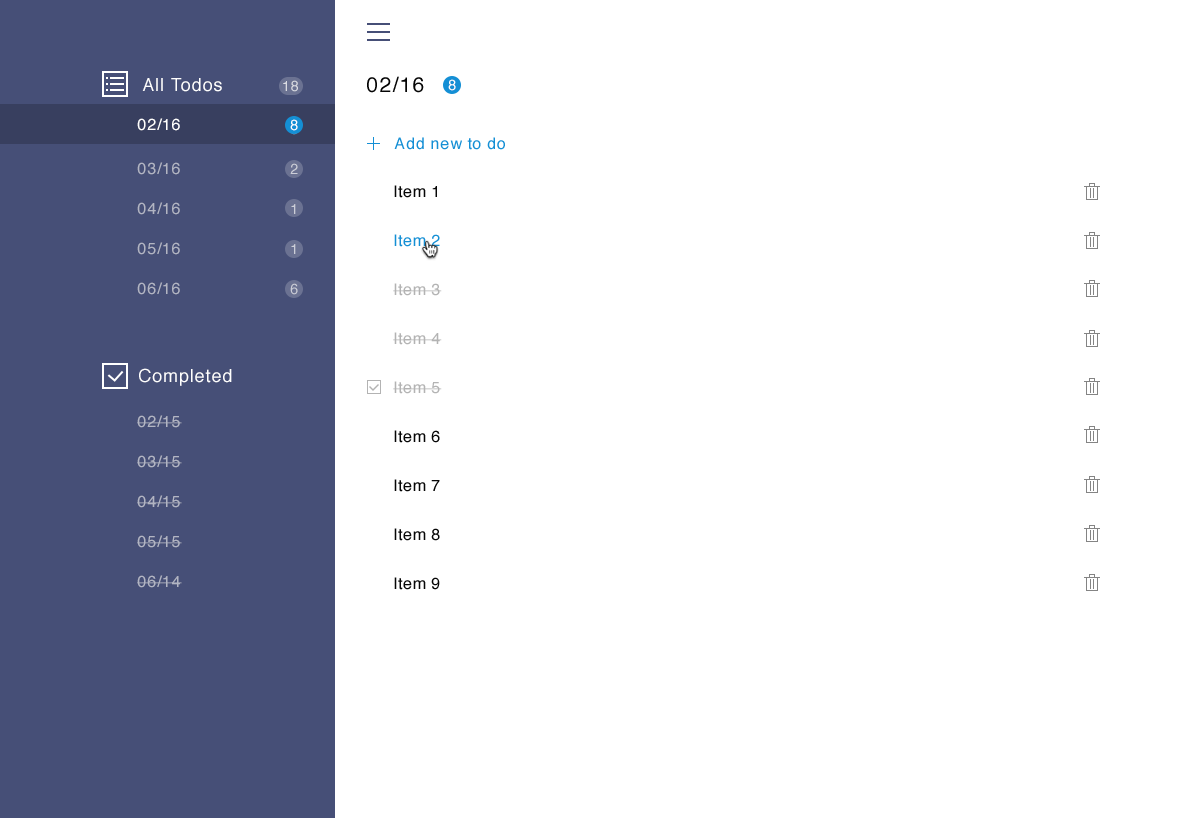 All Todos 18
02/16 8
03/16 2
04/16 1
05/16 1
06/16 6
Completed
02/15
03/15
04/15
05/15
06/14
02/16 8
Add new to do
Item 1
Item 2
Item 3
Item 4
Item 5
Item 6
Item 7
Item 8
Item 9